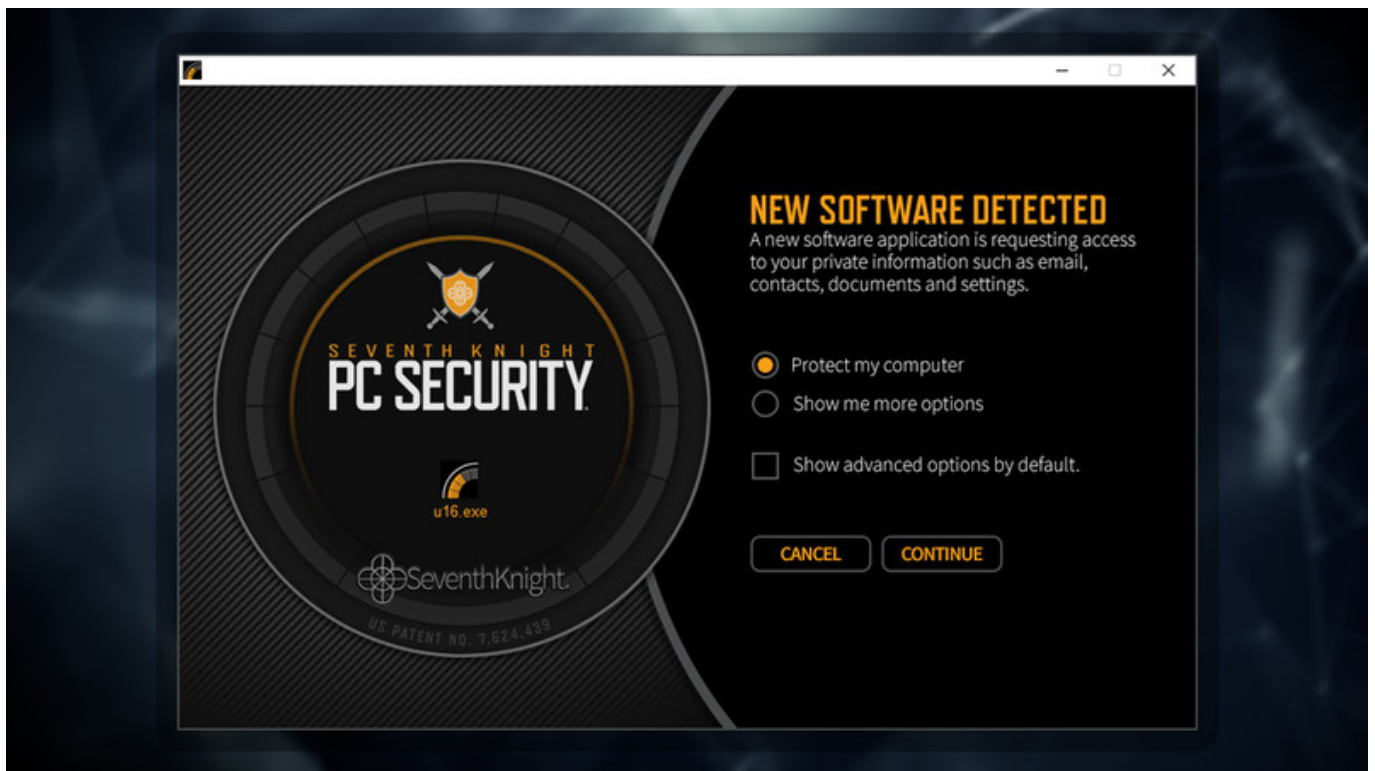 NEW SOFTWARE DETECTED
A new software application is requesting access
to your private information such as email,
contacts, documents and settings.
Protect my computer
Show me more options
Show advanced options by default.
CANCEL
CONTINUE
SEVENTH KNIGHT
PC SECURITY.
u16.exe
SeventhKnight.
US PATENT NO. 7,624,439